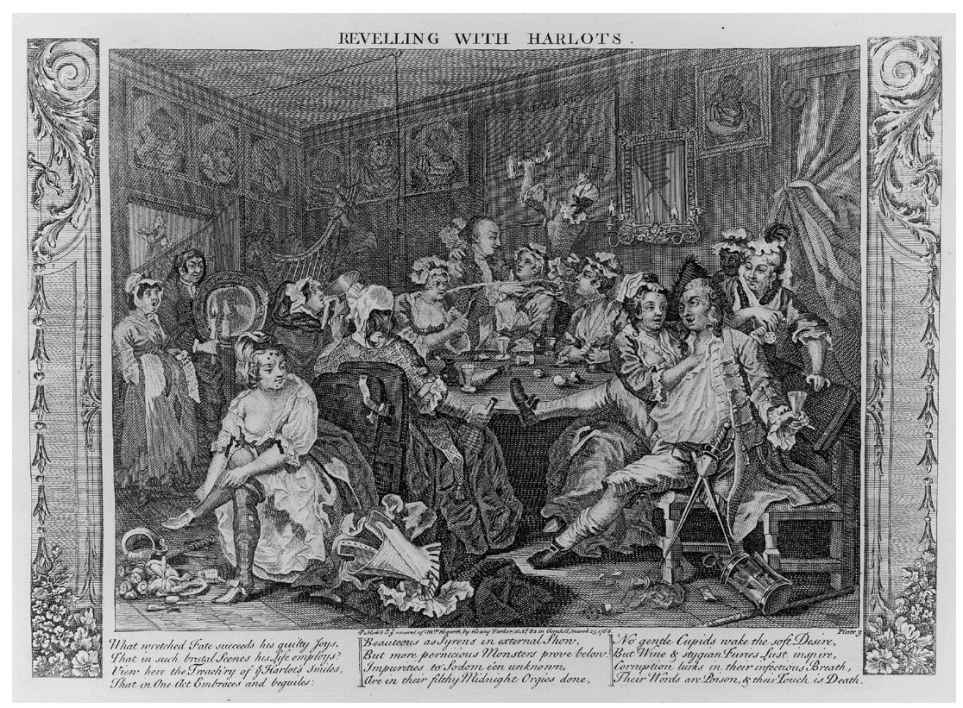 REVELLING WITH HARLOTS.
Plate 3
What wretched Fate succeeds his guilty Joys,
That in such brutal Scenes his Life employs?
View here the Treach'ry of ye Harlots Smiles,
That in One Act Embraces and beguiles:
Beauteous as Syrens in external Shou,
But more pernicious Monsters prove below:
Impurities to Sodom e'en unknown,
Are in their filthy Midnight Orgies done,
No gentle Cupids wake the soft Desire,
But Wine & stygian Furies Lust inspire,
Corruption lurks in their infectious Breath,
Their Words are Poison, & their Touch is Death.